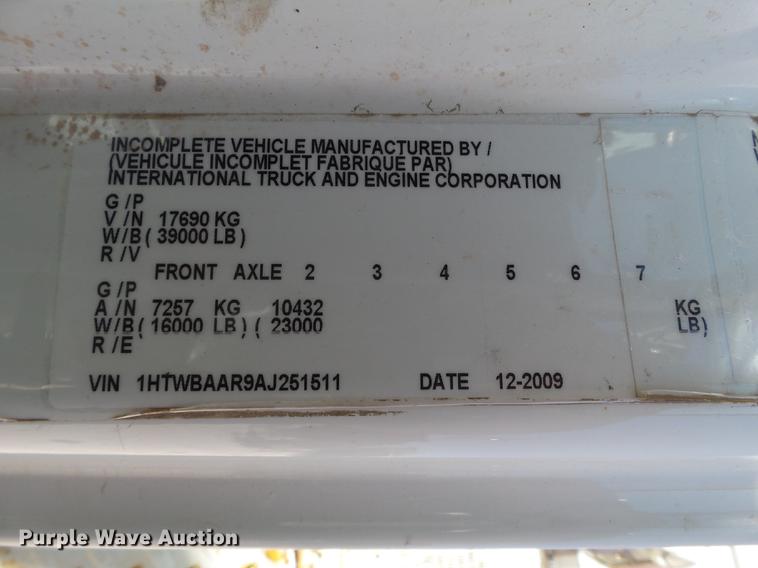 INCOMPLETE VEHICLE MANUFACTURED BY /
(VEHICULE INCOMPLET FABRIQUE PAR)
INTERNATIONAL TRUCK AND ENGINE CORPORATION
G /P
V /N 17690 KG
W/B ( 39000 LB )
R /V
FRONT AXLE 2 3 4 5 6 7
G /P
A /N 7257 KG 10432 KG
W/B ( 16000 LB ) ( 23000 LB)
R /E
VIN 1HTWBAAR9AJ251511 DATE 12-2009
Purple Wave Auction